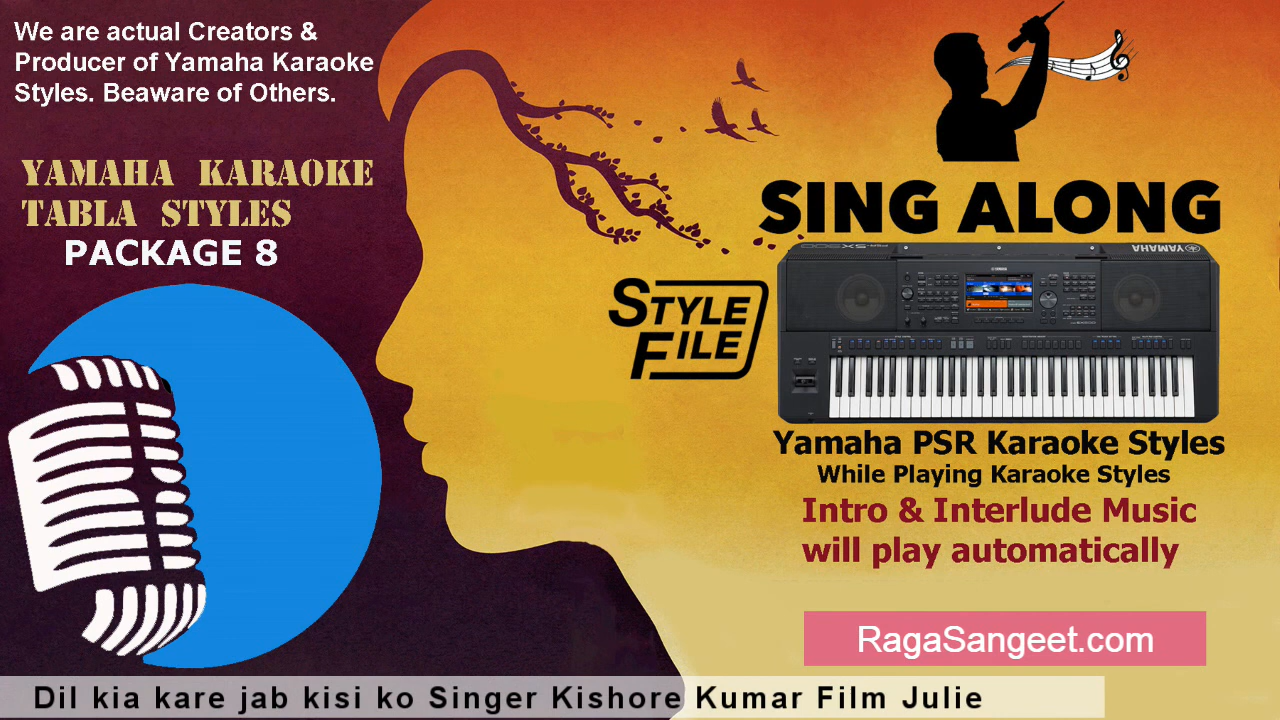 We are actual Creators &
Producer of Yamaha Karaoke
Styles. Beaware of Others.
YAMAHA KARAOKE
TABLA STYLES
PACKAGE 8
SING ALONG
YAMAHA
STYLE
FILE
Yamaha PSR Karaoke Styles
While Playing Karaoke Styles
Intro & Interlude Music
will play automatically
RagaSangeet.com
Dil kia kare jab kisi ko Singer Kishore Kumar Film Julie